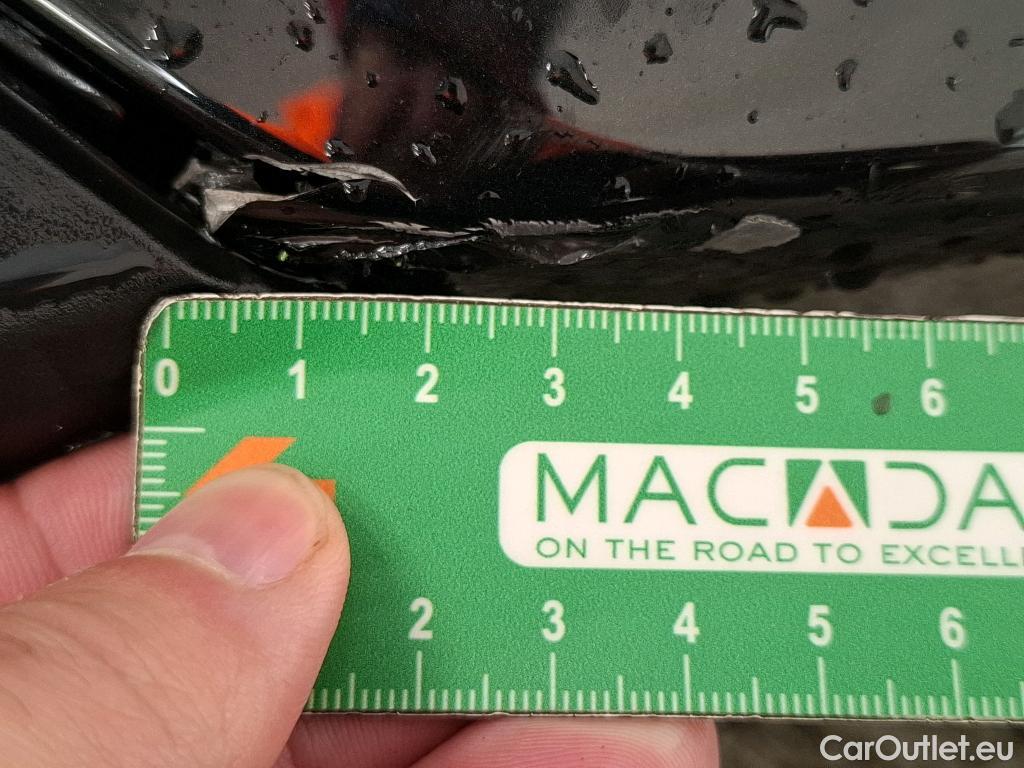 0 1 2 3 4 5 6
MACADA
ON THE ROAD TO EXCELLE
2 3 4 5 6
CarOutlet.eu